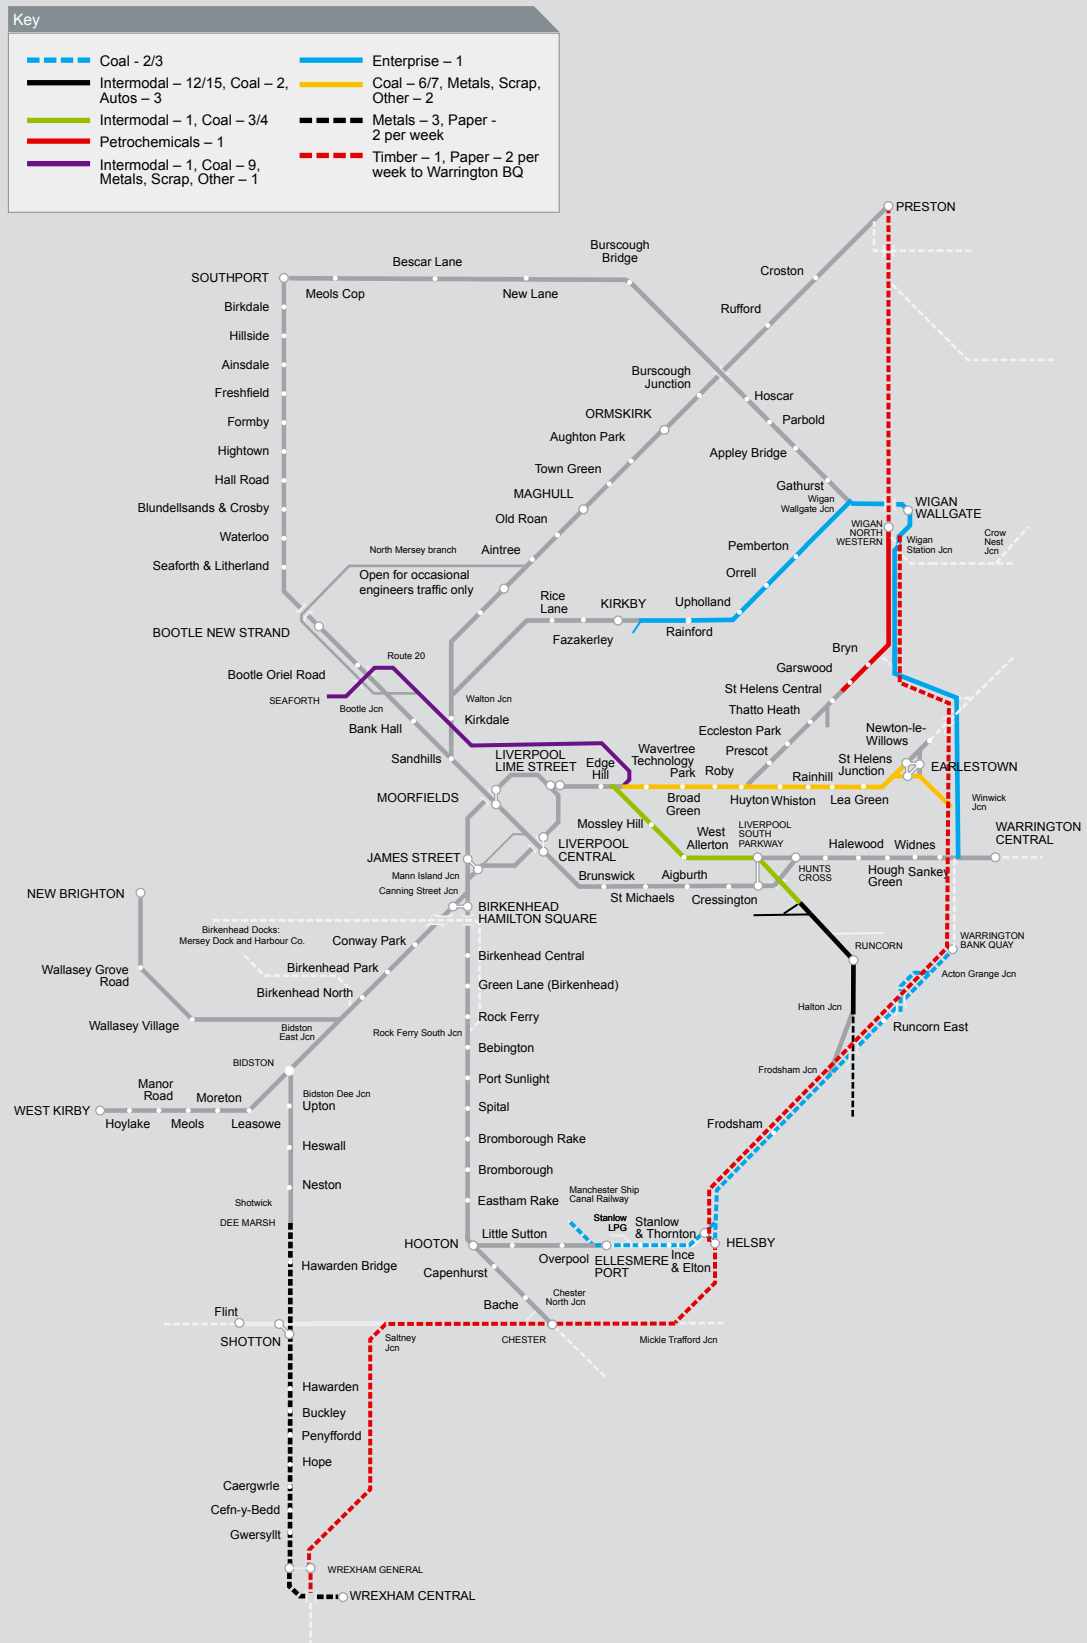 Key
Coal - 2/3
Intermodal – 12/15, Coal – 2,
Autos – 3
Intermodal – 1, Coal – 3/4
Petrochemicals – 1
Intermodal – 1, Coal – 9,
Metals, Scrap, Other – 1
Enterprise – 1
Coal – 6/7, Metals, Scrap,
Other – 2
Metals – 3, Paper -
2 per week
Timber – 1, Paper – 2 per
week to Warrington BQ
PRESTON
Burscough
Bridge
Bescar Lane
Croston
SOUTHPORT
Meols Cop
New Lane
Birkdale
Rufford
Hillside
Ainsdale
Burscough
Junction
Freshfield
Hoscar
ORMSKIRK
Parbold
Formby
Aughton Park
Hightown
Appley Bridge
Town Green
Hall Road
Gathurst
MAGHULL
Wigan
Wallgate Jcn
WIGAN
WALLGATE
Blundellsands & Crosby
Old Roan
WIGAN
NORTH
WESTERN
Wigan
Station Jcn
Crow
Nest
Jcn
Waterloo
North Mersey branch
Aintree
Pemberton
Seaforth & Litherland
Open for occasional
engineers traffic only
Orrell
Rice
Lane
KIRKBY
Upholland
BOOTLE NEW STRAND
Fazakerley
Rainford
Route 20
Bryn
Bootle Oriel Road
Garswood
SEAFORTH
Bootle Jcn
Walton Jcn
St Helens Central
Bank Hall
Kirkdale
Thatto Heath
Eccleston Park
Newton-le-
Willows
Sandhills
LIVERPOOL
LIME STREET
Edge
Hill
Wavertree
Technology
Park
Prescot
St Helens
Junction
EARLESTOWN
Roby
Rainhill
MOORFIELDS
Broad
Green
Huyton
Whiston
Lea Green
Winwick
Jcn
Mossley Hill
West
Allerton
LIVERPOOL
SOUTH
PARKWAY
WARRINGTON
CENTRAL
LIVERPOOL
CENTRAL
Halewood
Widnes
JAMES STREET
Mann Island Jcn
HUNTS
CROSS
Hough
Green
Sankey
Canning Street Jcn
Brunswick
Aigburth
St Michaels
Cressington
NEW BRIGHTON
BIRKENHEAD
HAMILTON SQUARE
Birkenhead Docks:
Mersey Dock and Harbour Co.
Conway Park
RUNCORN
WARRINGTON
BANK QUAY
Birkenhead Central
Wallasey Grove
Road
Birkenhead Park
Acton Grange Jcn
Birkenhead North
Green Lane (Birkenhead)
Halton Jcn
Wallasey Village
Bidston
East Jcn
Rock Ferry South Jcn
Rock Ferry
Runcorn East
Bebington
BIDSTON
Frodsham Jcn
Manor
Road
Moreton
Bidston Dee Jcn
Port Sunlight
WEST KIRBY
Upton
Spital
Hoylake
Meols
Leasowe
Frodsham
Heswall
Bromborough Rake
Bromborough
Neston
Manchester Ship
Canal Railway
Shotwick
Eastham Rake
DEE MARSH
Stanlow
LPG
Stanlow
& Thornton
Little Sutton
HOOTON
HELSBY
Overpool
ELLESMERE
PORT
Ince
& Elton
Hawarden Bridge
Capenhurst
Bache
Chester
North Jcn
Flint
SHOTTON
Saltney
Jcn
CHESTER
Mickle Trafford Jcn
Hawarden
Buckley
Penyffordd
Hope
Caergwrle
Cefn-y-Bedd
Gwersyllt
WREXHAM GENERAL
WREXHAM CENTRAL